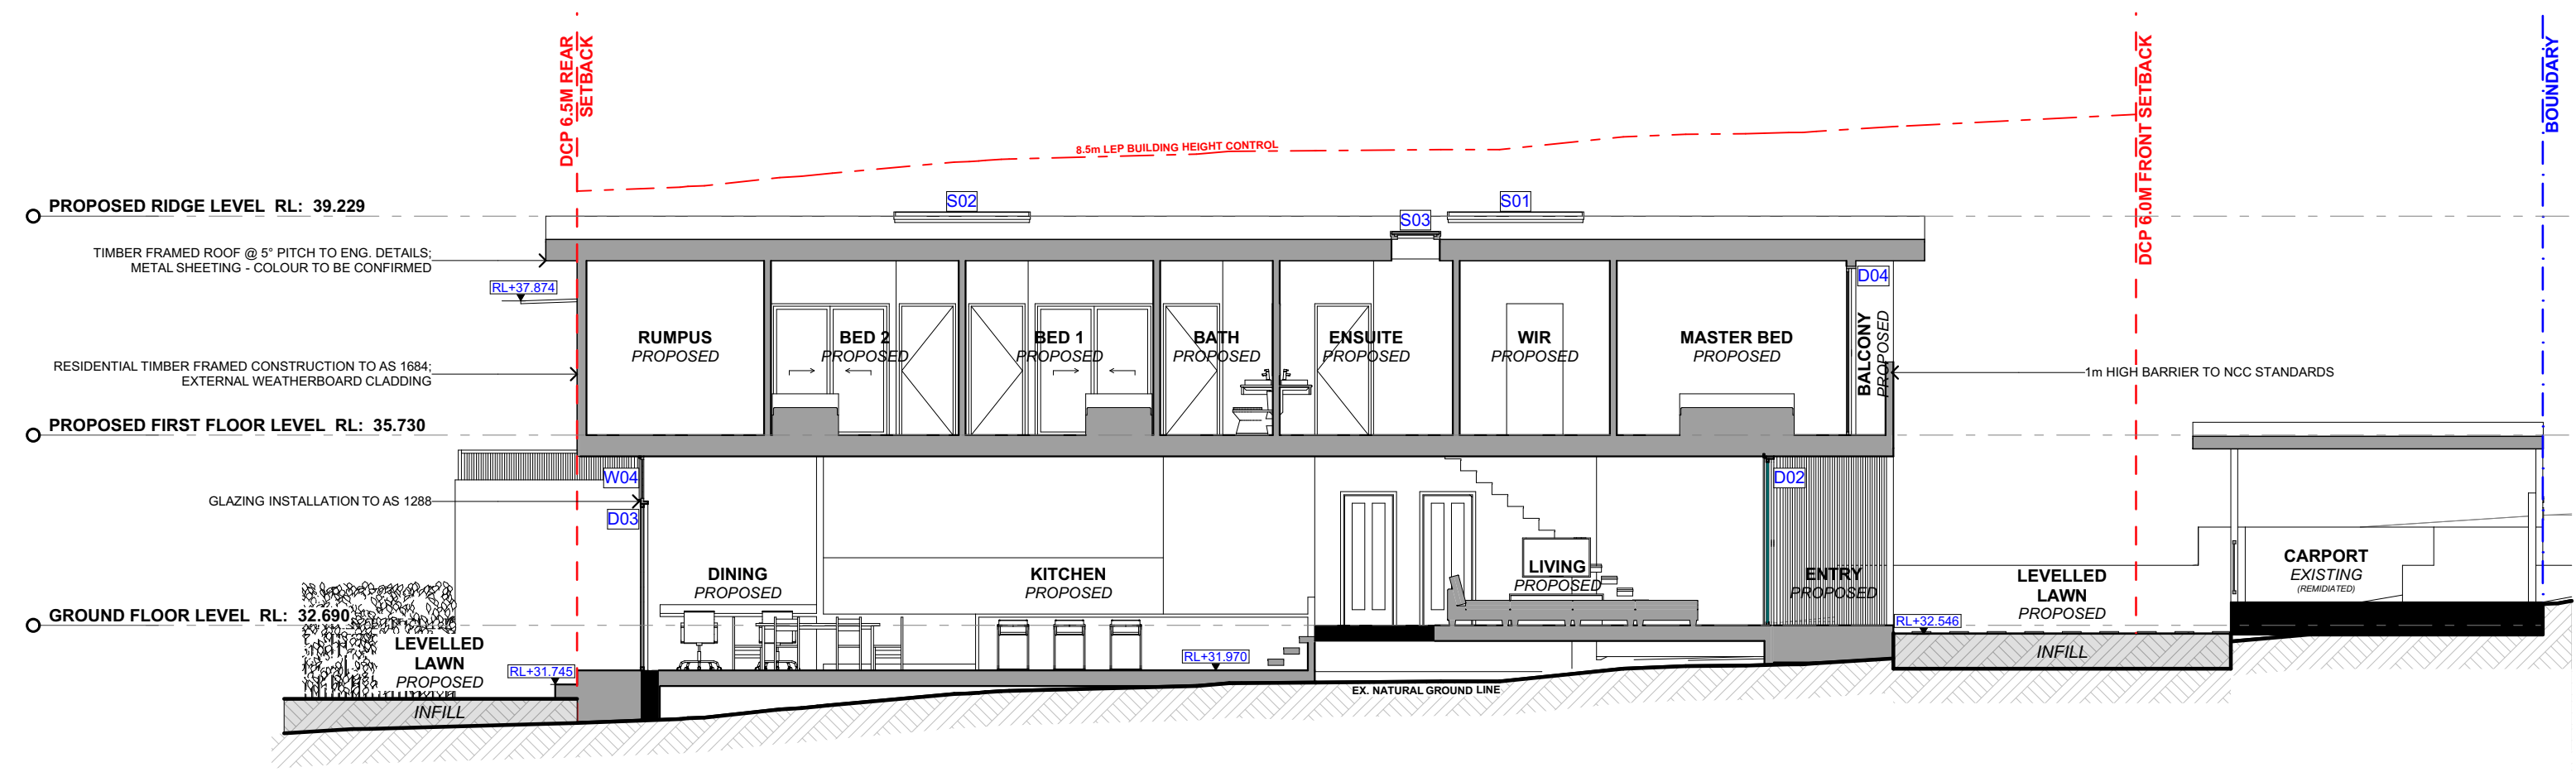 DCP 6.5M REAR
SETBACK
8.5m LEP BUILDING HEIGHT CONTROL
DCP 6.0M FRONT SETBACK
BOUNDARY
PROPOSED RIDGE LEVEL RL: 39.229
S02
S01
S03
TIMBER FRAMED ROOF @ 5° PITCH TO ENG. DETAILS;
METAL SHEETING - COLOUR TO BE CONFIRMED
RL+37.874
D04
RUMPUS
PROPOSED
BED 2
PROPOSED
BED 1
PROPOSED
BATH
PROPOSED
ENSUITE
PROPOSED
WIR
PROPOSED
MASTER BED
PROPOSED
BALCONY
PROPOSED
RESIDENTIAL TIMBER FRAMED CONSTRUCTION TO AS 1684;
EXTERNAL WEATHERBOARD CLADDING
1m HIGH BARRIER TO NCC STANDARDS
PROPOSED FIRST FLOOR LEVEL RL: 35.730
W04
D02
GLAZING INSTALLATION TO AS 1288
D03
DINING
PROPOSED
KITCHEN
PROPOSED
LIVING
PROPOSED
ENTRY
PROPOSED
LEVELLED
LAWN
PROPOSED
CARPORT
EXISTING
(REMIDIATED)
GROUND FLOOR LEVEL RL: 32.690
RL+32.546
LEVELLED
LAWN
PROPOSED
RL+31.745
RL+31.970
INFILL
EX. NATURAL GROUND LINE
INFILL